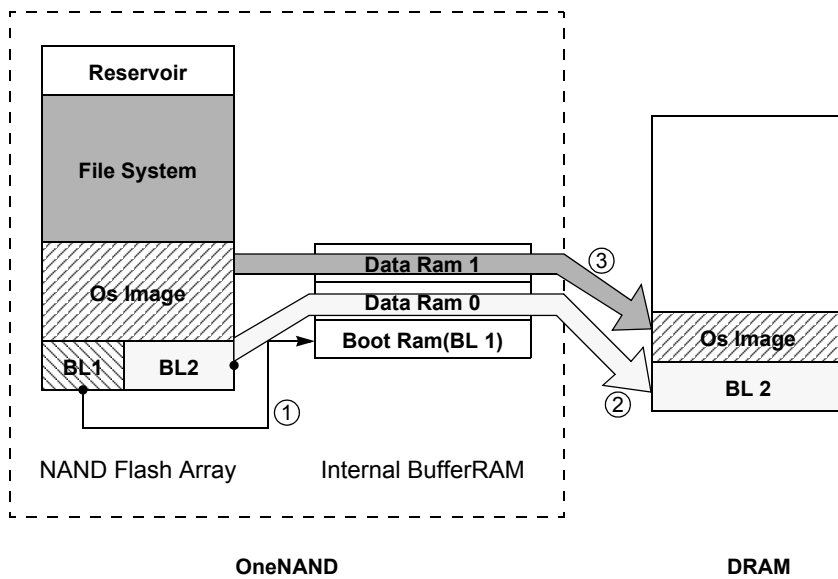 Reservoir
File System
Os Image
BL1
BL2
Data Ram 1
Data Ram 0
Boot Ram(BL 1)
①
②
③
Os Image
BL 2
NAND Flash Array
Internal BufferRAM
OneNAND
DRAM